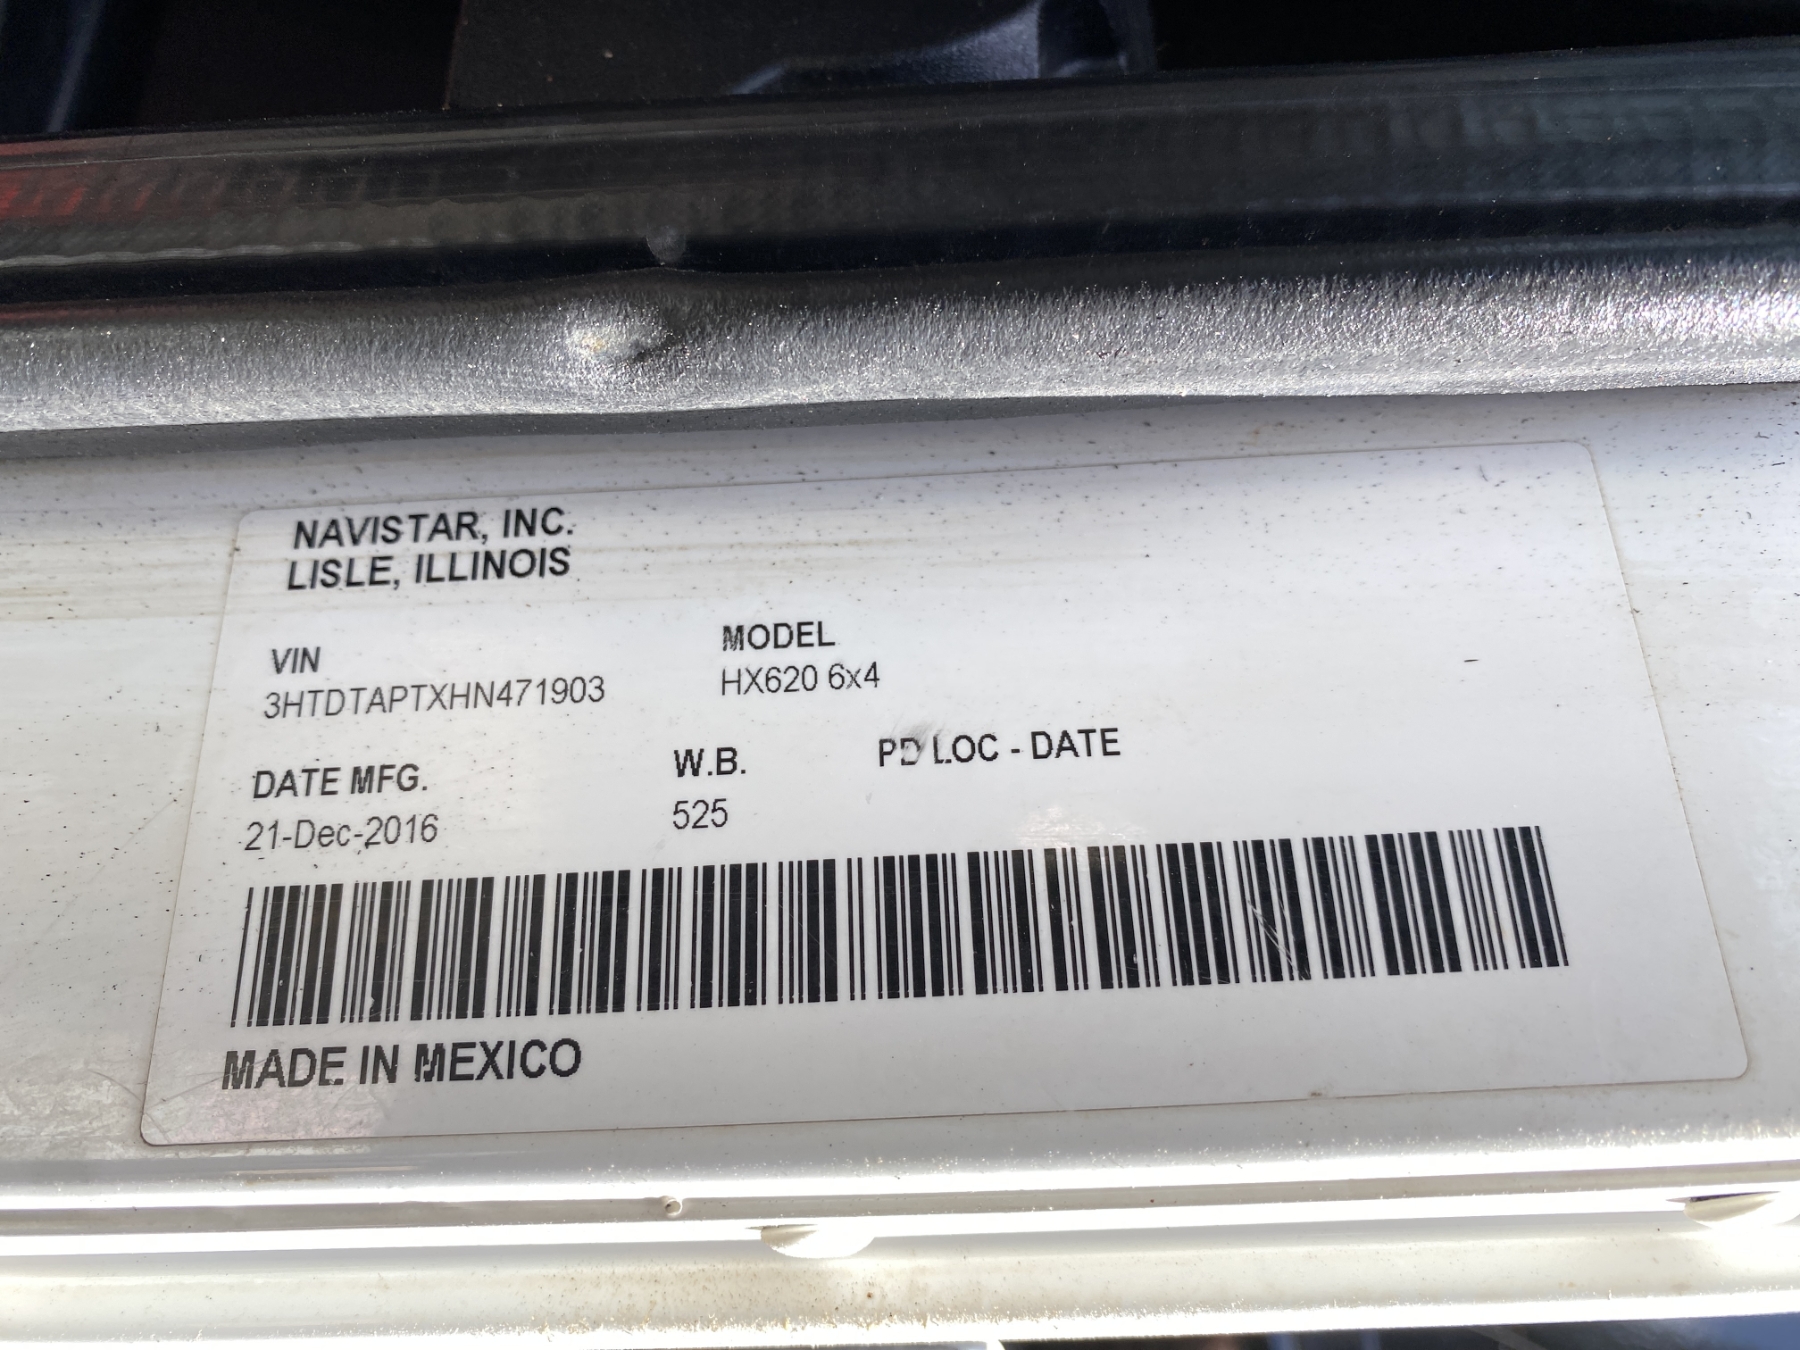 NAVISTAR, INC.
LISLE, ILLINOIS
VIN
3HTDTAPTXHN471903
MODEL
HX620 6x4
DATE MFG.
21-Dec-2016
W.B.
525
PD LOC - DATE
MADE IN MEXICO